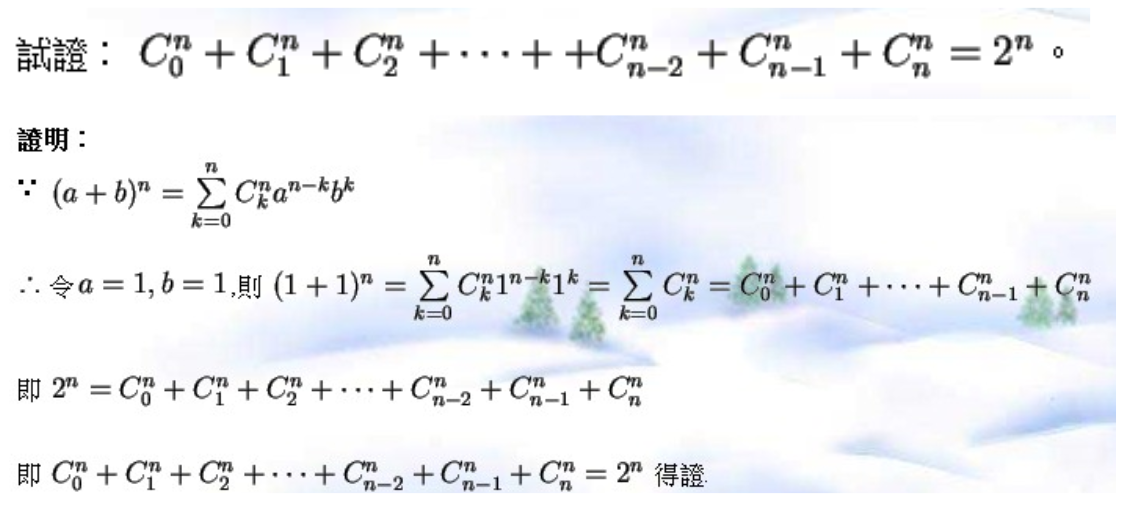 試證： $C_0^n + C_1^n + C_2^n + \cdots + +C_{n-2}^n + C_{n-1}^n + C_n^n = 2^n$ 。
證明：
∵ $(a+b)^n = \sum_{k=0}^{n} C_k^n a^{n-k} b^k$
∴ 令 $a = 1, b = 1$,則 $(1+1)^n = \sum_{k=0}^{n} C_k^n 1^{n-k} 1^k = \sum_{k=0}^{n} C_k^n = C_0^n + C_1^n + \cdots + C_{n-1}^n + C_n^n$
即 $2^n = C_0^n + C_1^n + C_2^n + \cdots + C_{n-2}^n + C_{n-1}^n + C_n^n$
即 $C_0^n + C_1^n + C_2^n + \cdots + C_{n-2}^n + C_{n-1}^n + C_n^n = 2^n$ 得證.